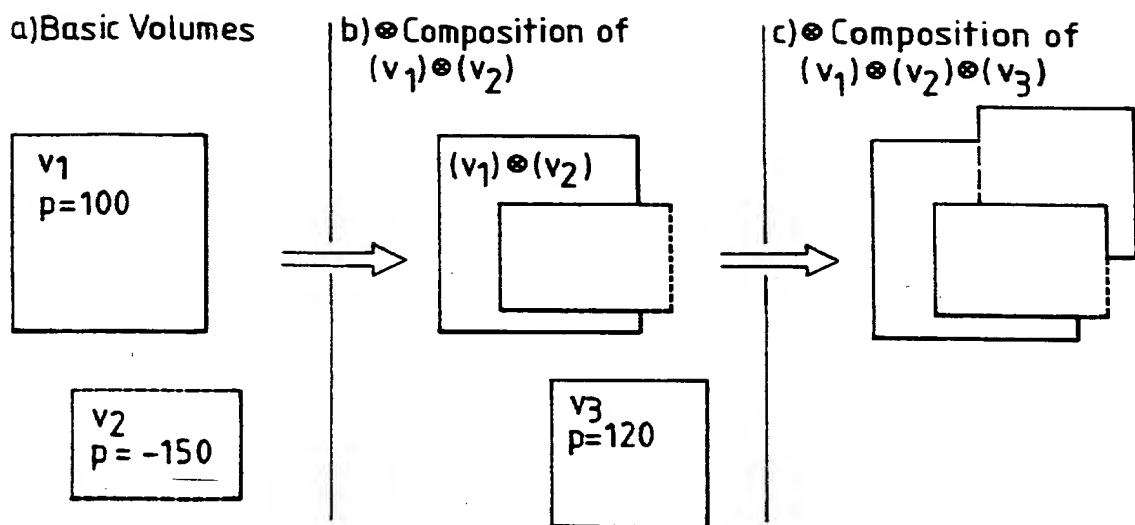 a)Basic Volumes
v1
p=100
v2
p = -150
b)⊗Composition of
(v1)⊗(v2)
(v1)⊗(v2)
v3
p=120
c)⊗ Composition of
(v1)⊗(v2)⊗(v3)